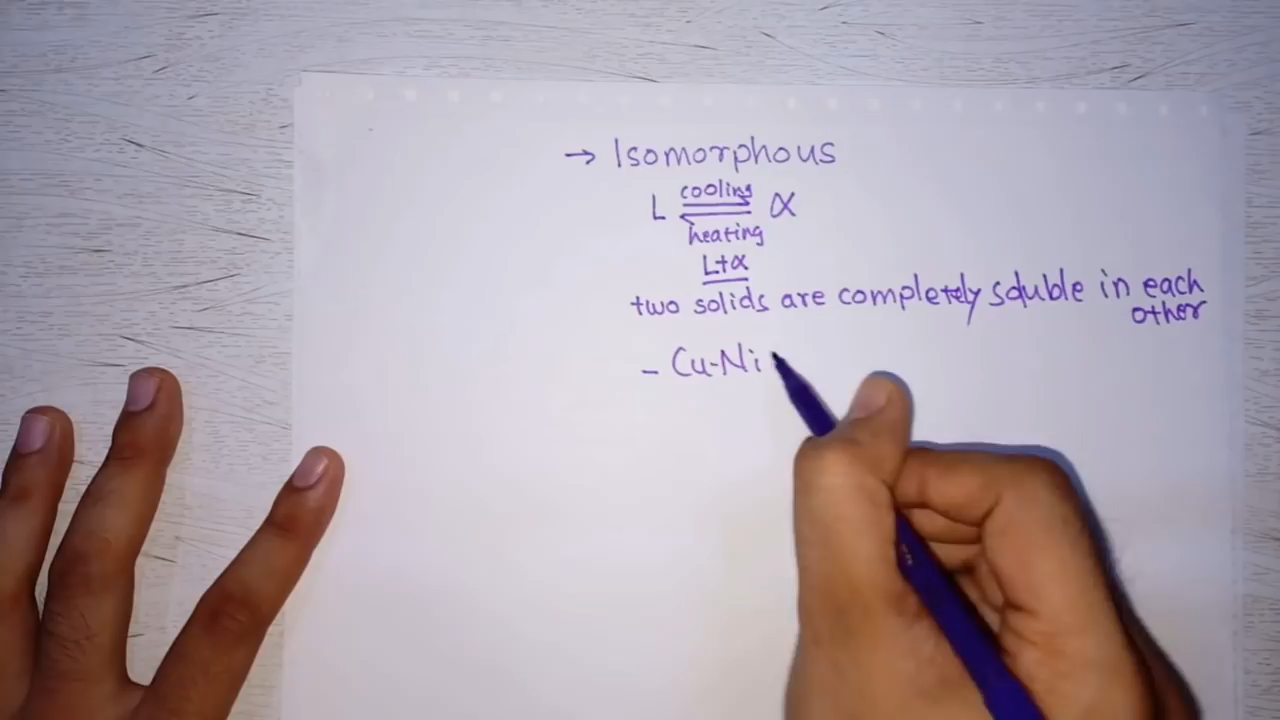 → Isomorphous
cooling
L ⇌ α
heating
L+α
two solids are completely soluble in each
other
- Cu-Ni